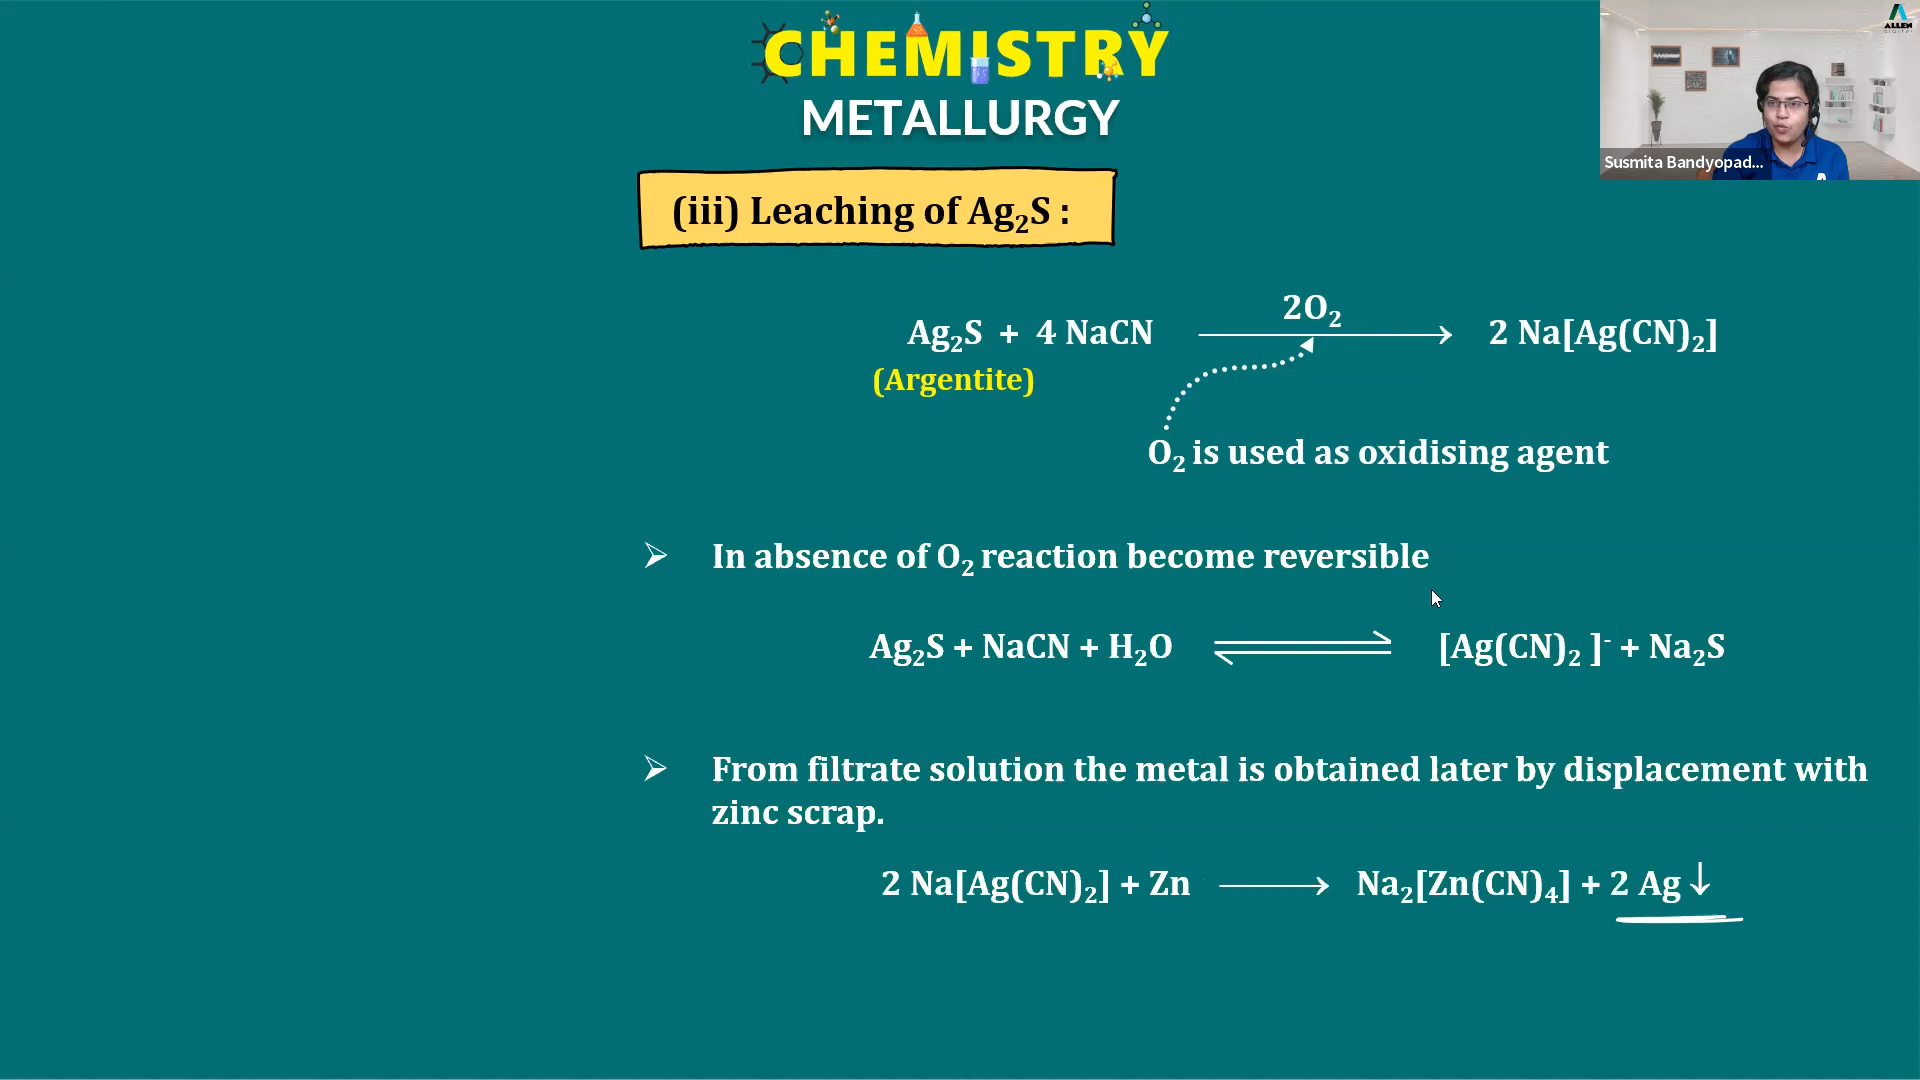 CHEMISTRY
METALLURGY
ALLEN
DIGITAL
Susmita Bandyopad...
(iii) Leaching of Ag₂S :
2O₂
Ag₂S + 4 NaCN ⟶ 2 Na[Ag(CN)₂]
(Argentite)
O₂ is used as oxidising agent
➢ In absence of O₂ reaction become reversible
Ag₂S + NaCN + H₂O ⇌ [Ag(CN)₂ ]⁻ + Na₂S
➢ From filtrate solution the metal is obtained later by displacement with
zinc scrap.
2 Na[Ag(CN)₂] + Zn ⟶ Na₂[Zn(CN)₄] + 2 Ag↓